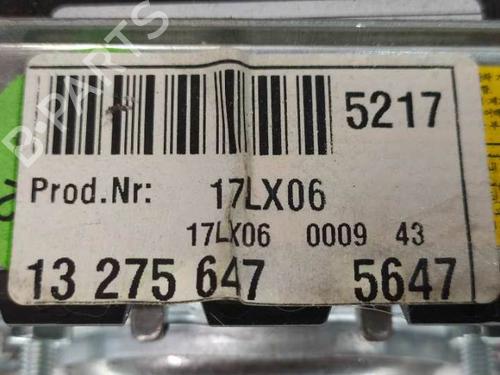 5217
Prod.Nr: 17LX06
17LX06 0009 43
13 275 647 5647
B-PARTS